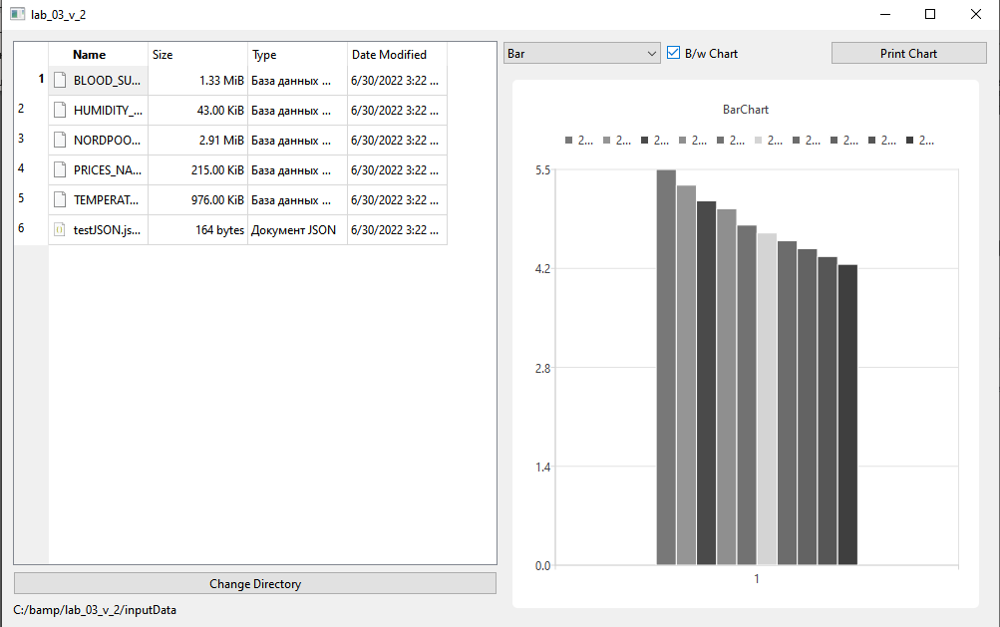 lab_03_v_2
Name Size Type Date Modified
1 BLOOD_SU... 1.33 MiB База данных ... 6/30/2022 3:22 ...
2 HUMIDITY_... 43.00 KiB База данных ... 6/30/2022 3:22 ...
3 NORDPOO... 2.91 MiB База данных ... 6/30/2022 3:22 ...
4 PRICES_NA... 215.00 KiB База данных ... 6/30/2022 3:22 ...
5 TEMPERAT... 976.00 KiB База данных ... 6/30/2022 3:22 ...
6 testJSON.js... 164 bytes Документ JSON 6/30/2022 3:22 ...
Change Directory
C:/bamp/lab_03_v_2/inputData
Bar B/w Chart Print Chart
BarChart
2... 2... 2... 2... 2... 2... 2... 2... 2... 2...
5.5
4.2
2.8
1.4
0.0
1